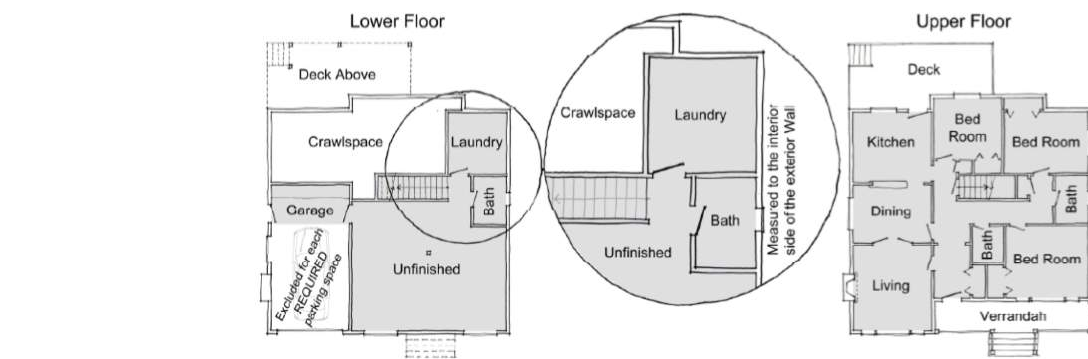 Lower Floor
Deck Above
Crawlspace
Laundry
Bath
Garage
Unfinished
Excluded for each
REQUIRED
parking space
Crawlspace
Laundry
Bath
Unfinished
Measured to the interior
side of the exterior Wall
Upper Floor
Deck
Kitchen
Bed
Room
Bed Room
Dining
Bath
Bath
Bed Room
Living
Verrandah